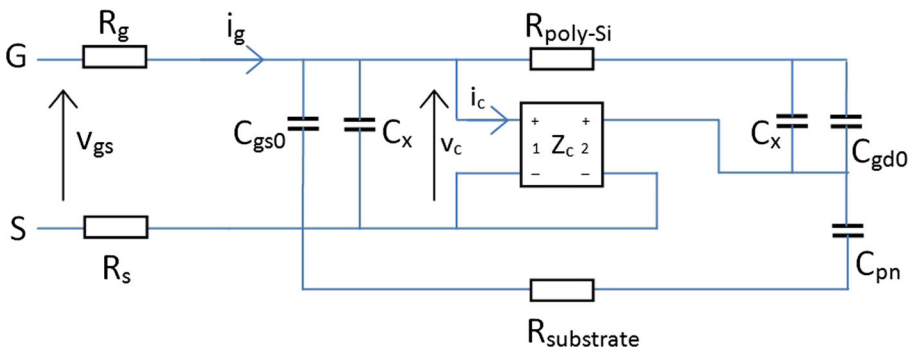 R_g
i_g
R_poly-Si
G
i_c
+
+
C_gs0
C_x
v_c
1
Z_c
2
C_x
C_gd0
v_gs
−
−
S
R_s
C_pn
R_substrate